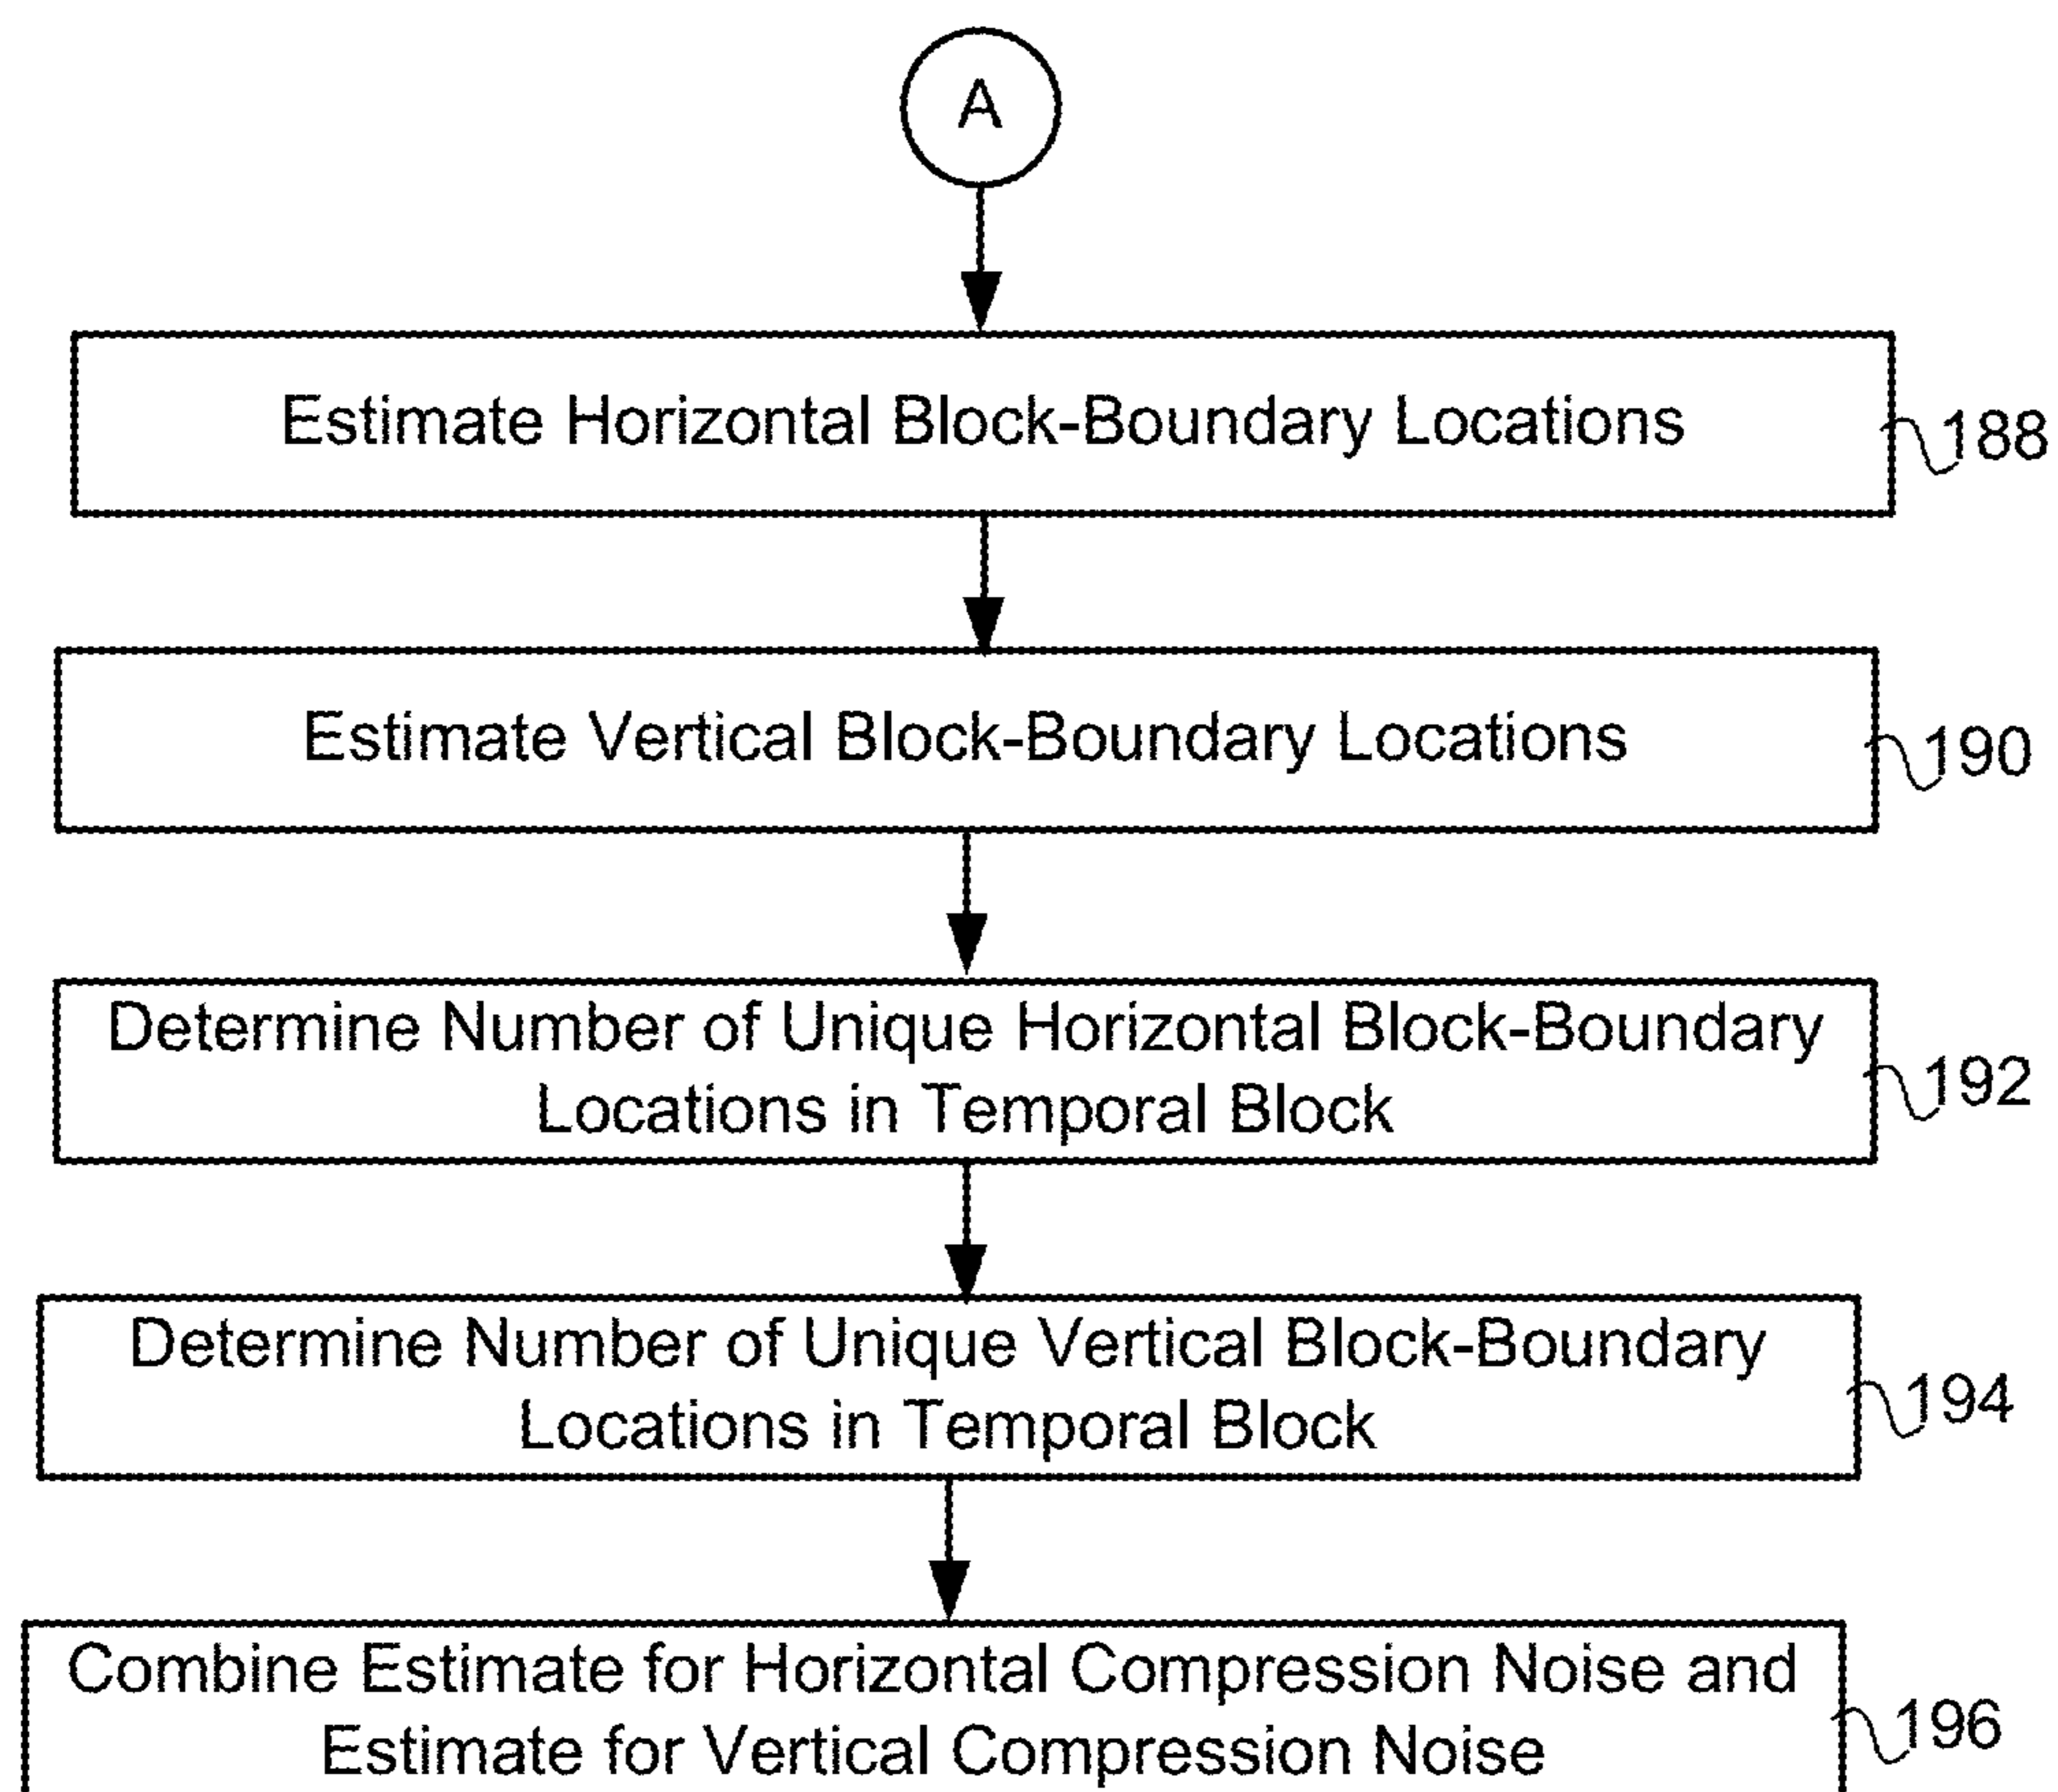 A
Estimate Horizontal Block-Boundary Locations
188
Estimate Vertical Block-Boundary Locations
190
Determine Number of Unique Horizontal Block-Boundary
Locations in Temporal Block
192
Determine Number of Unique Vertical Block-Boundary
Locations in Temporal Block
194
Combine Estimate for Horizontal Compression Noise and
Estimate for Vertical Compression Noise
196